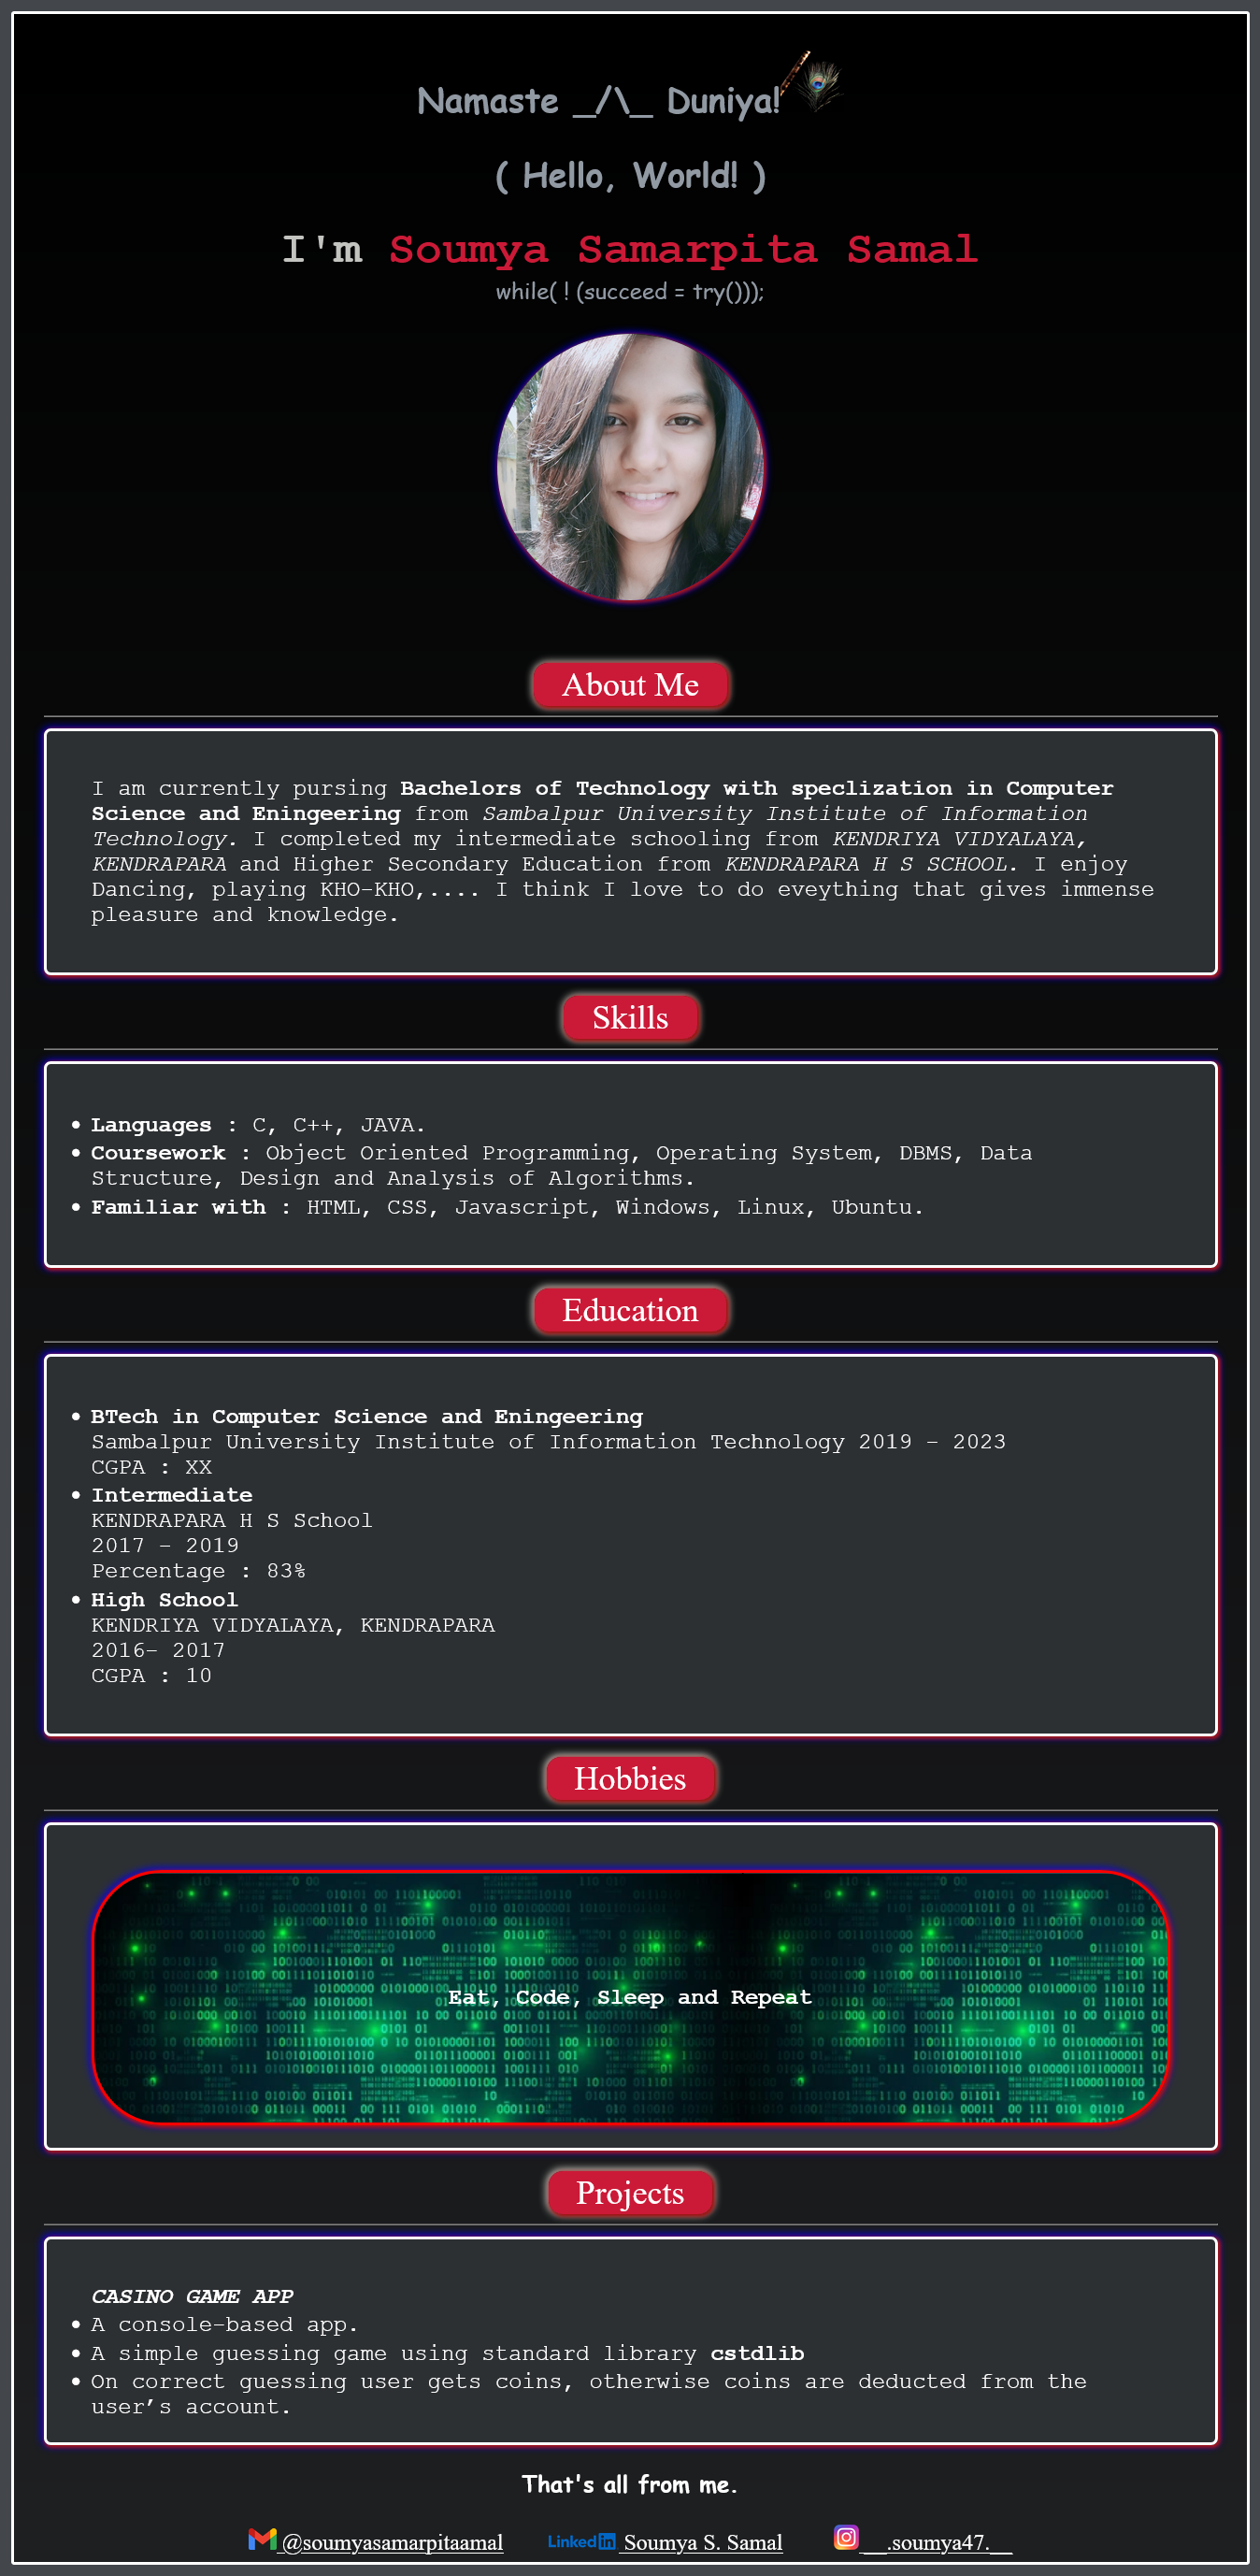 Namaste _/\_ Duniya!
( Hello, World! )
I'm Soumya Samarpita Samal
while( ! (succeed = try()));
About Me
I am currently pursing Bachelors of Technology with speclization in Computer
Science and Eningeering from Sambalpur University Institute of Information
Technology. I completed my intermediate schooling from KENDRIYA VIDYALAYA,
KENDRAPARA and Higher Secondary Education from KENDRAPARA H S SCHOOL. I enjoy
Dancing, playing KHO-KHO,.... I think I love to do eveything that gives immense
pleasure and knowledge.
Skills
• Languages : C, C++, JAVA.
• Coursework : Object Oriented Programming, Operating System, DBMS, Data
Structure, Design and Analysis of Algorithms.
• Familiar with : HTML, CSS, Javascript, Windows, Linux, Ubuntu.
Education
• BTech in Computer Science and Eningeering
Sambalpur University Institute of Information Technology 2019 - 2023
CGPA : XX
• Intermediate
KENDRAPARA H S School
2017 - 2019
Percentage : 83%
• High School
KENDRIYA VIDYALAYA, KENDRAPARA
2016- 2017
CGPA : 10
Hobbies
Eat, Code, Sleep and Repeat
Projects
CASINO GAME APP
• A console-based app.
• A simple guessing game using standard library cstdlib
• On correct guessing user gets coins, otherwise coins are deducted from the
user’s account.
That's all from me.
@soumyasamarpitaamal LinkedIn Soumya S. Samal __.soumya47.__